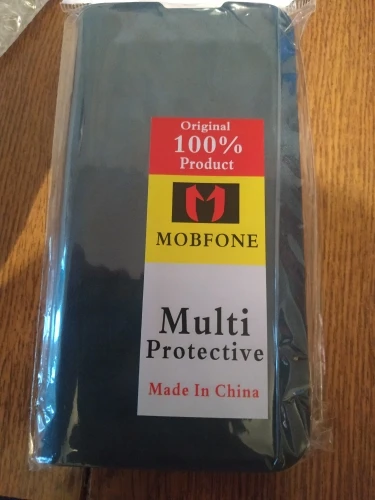 Original
100%
Product
MOBFONE
Multi
Protective
Made In China